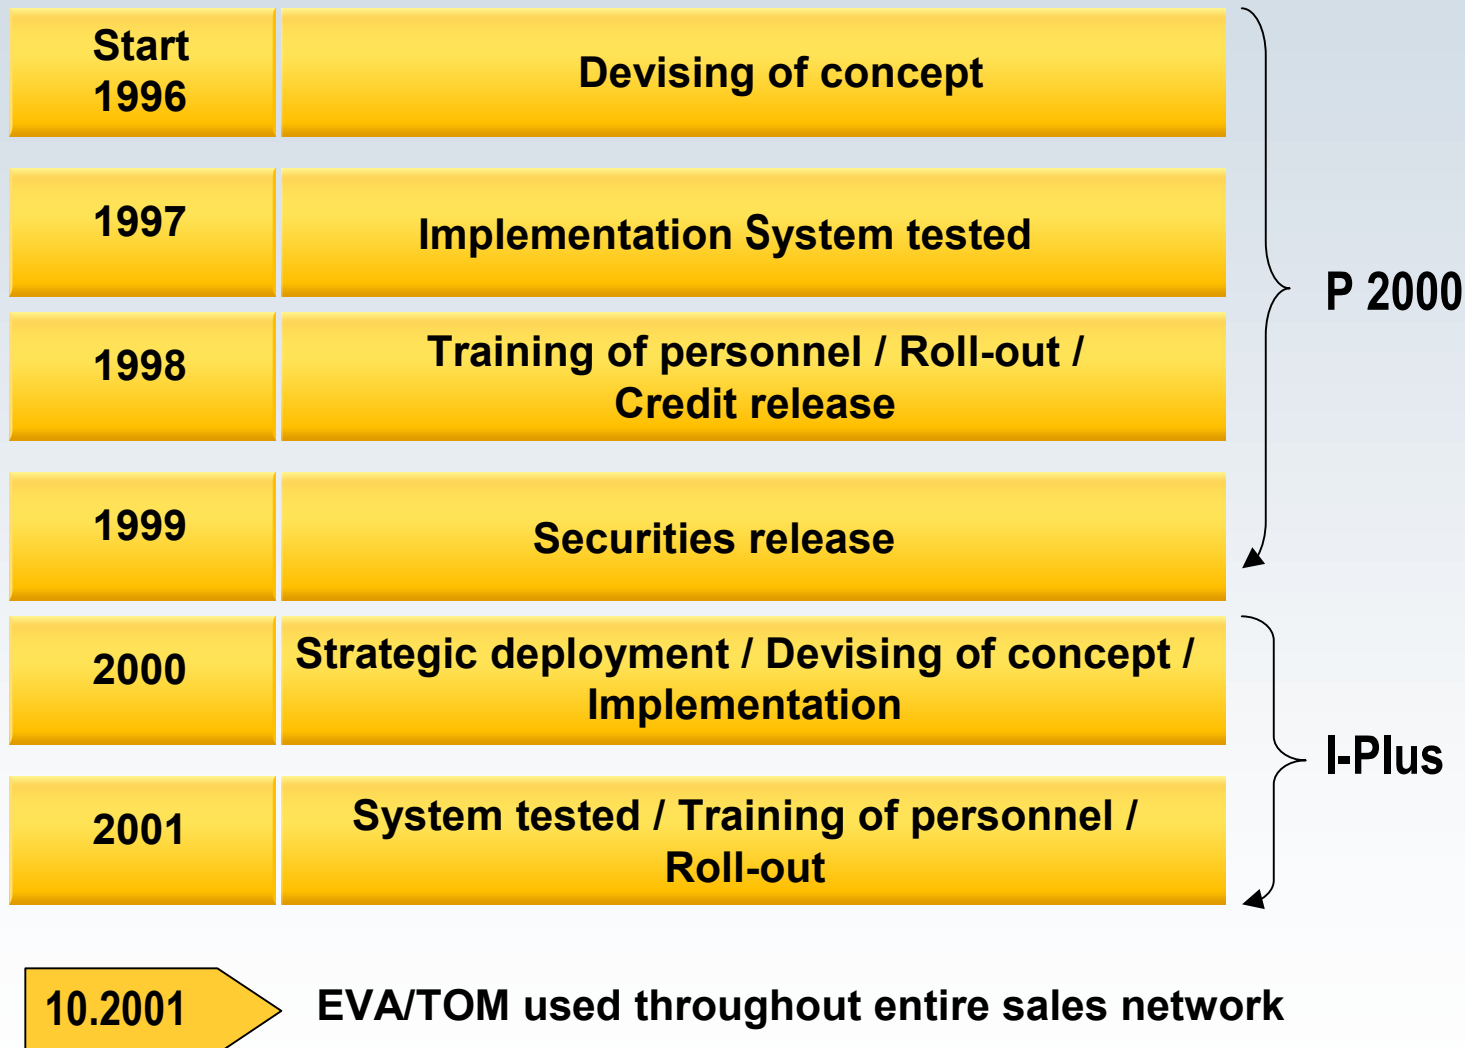 Start
1996
Devising of concept
1997
Implementation System tested
1998
Training of personnel / Roll-out /
Credit release
1999
Securities release
P 2000
2000
Strategic deployment / Devising of concept /
Implementation
2001
System tested / Training of personnel /
Roll-out
I-Plus
10.2001
EVA/TOM used throughout entire sales network